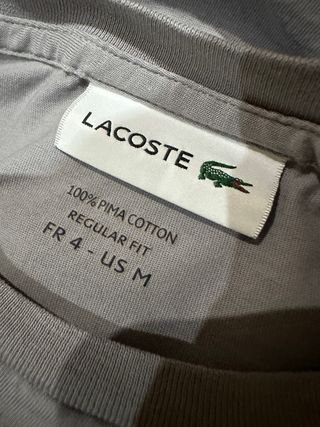 LACOSTE
100% PIMA COTTON
REGULAR FIT
FR 4 - US M